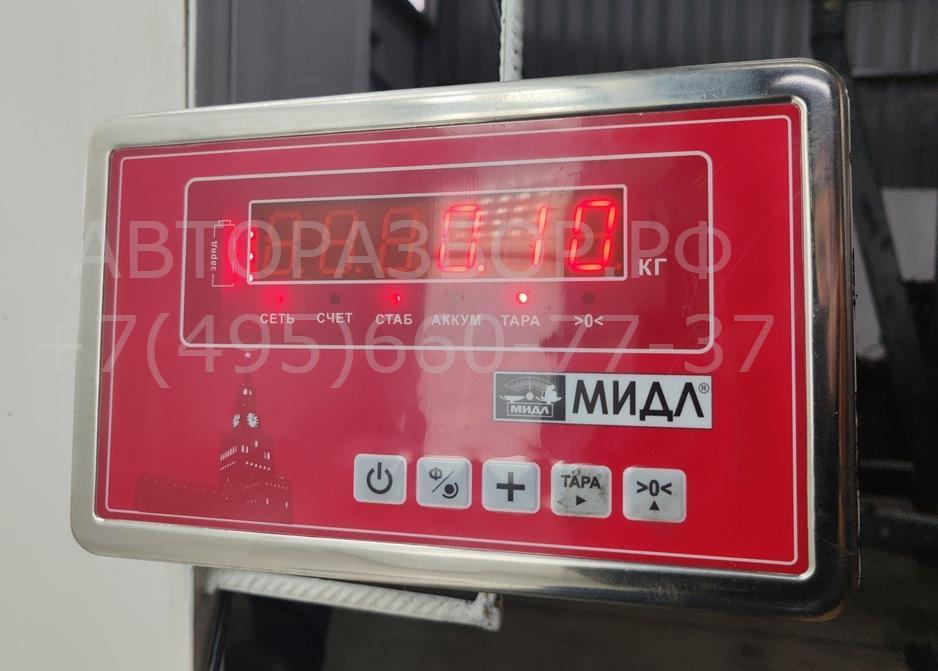 АВТОРАЗБОР.РФ
+7(495)660-77-37
заряд
0.10
КГ
СЕТЬ СЧЕТ СТАБ АККУМ ТАРА >0<
МИДЛ МИДЛ®
Ф/ + ТАРА >0<